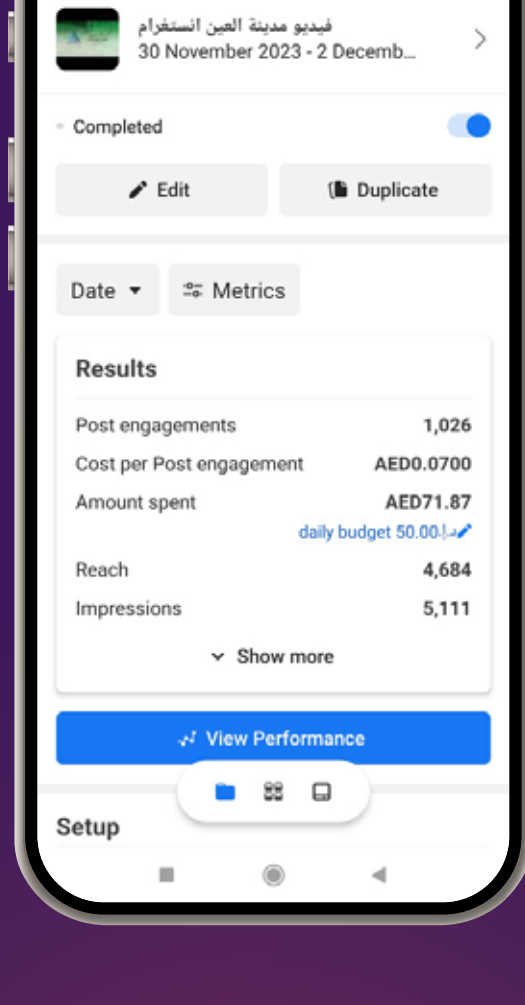 فيديو مدينة العين انستغرام
30 November 2023 - 2 Decemb...
Completed
Edit
Duplicate
Date
Metrics
Results
Post engagements 1,026
Cost per Post engagement AED0.0700
Amount spent AED71.87
daily budget 50.00.د.إ
Reach 4,684
Impressions 5,111
Show more
View Performance
Setup